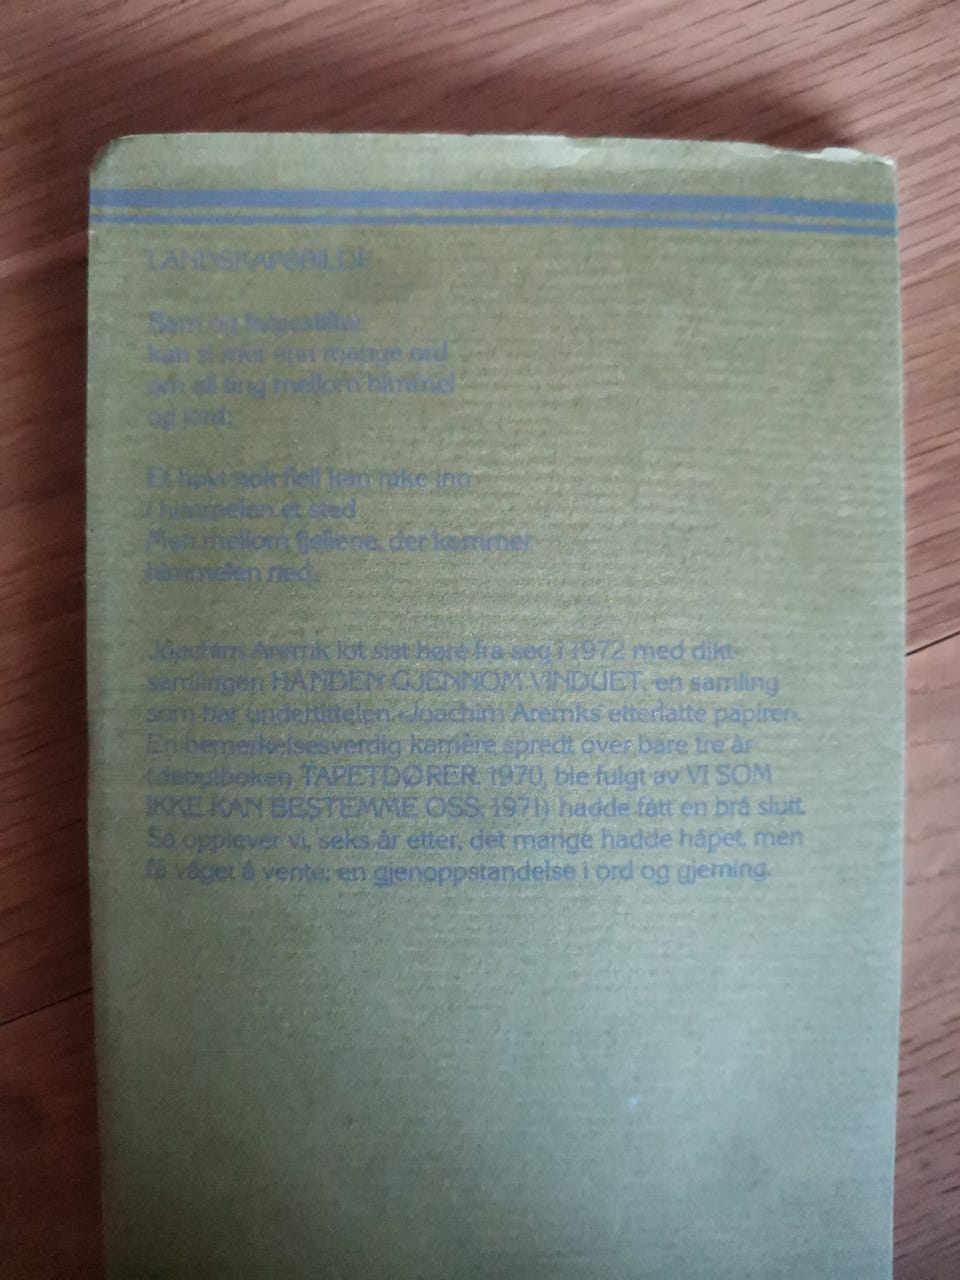 LANDSKAPSBILDE
Barn og fargestifter
kan si mer enn mange ord
om all ting mellom himmel
og jord:
Et høyt nok fjell kan rake inn
i himmelen et sted
Men mellom fjellene, der kommer
himmelen ned.
Joachim Aremk lot sist høre fra seg i 1972 med dikt-
samlingen HÅNDEN GJENNOM VINDUET, en samling
som bar undertittelen «Joachim Aremks etterlatte papirer».
En bemerkelsesverdig karrière spredt over bare tre år
(debutboken TAPETDØRER, 1970, ble fulgt av VI SOM
IKKE KAN BESTEMME OSS, 1971) hadde fått en brå slutt.
Så opplever vi, seks år etter, det mange hadde håpet, men
få våget å vente: en gjenoppstandelse i ord og gjerning.